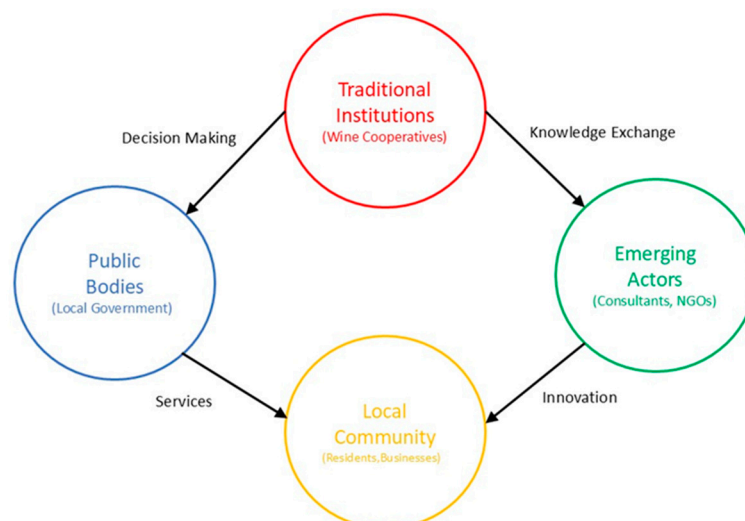 Traditional
Institutions
(Wine Cooperatives)
Decision Making
Knowledge Exchange
Public
Bodies
(Local Government)
Emerging
Actors
(Consultants, NGOs)
Services
Innovation
Local
Community
(Residents,Businesses)